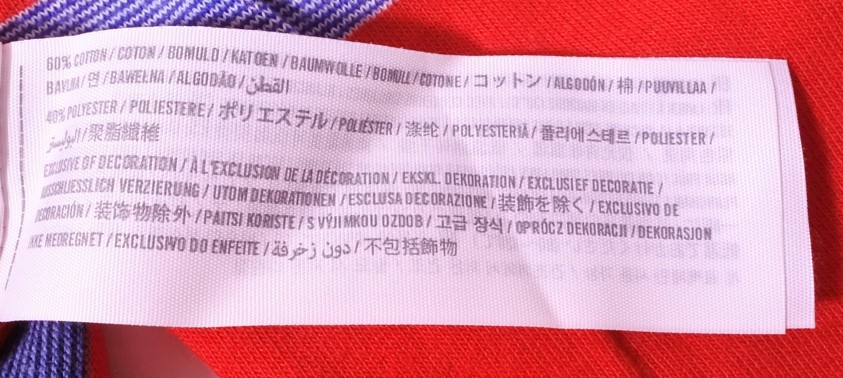 60% COTTON / COTON / BOMULD / KATOEN / BAUMWOLLE / BOMULL / COTONE / コットン / ALGODÓN / 棉 / PUUVILLAA /
BAVLNA / 면 / BAWEŁNA / ALGODÃO / القطن
40% POLYESTER / POLIESTERE / ポリエステル / POLIÉSTER / 涤纶 / POLYESTERIÄ / 폴리에스테르 / POLIESTER /
البوليستر / 聚脂纖維
EXCLUSIVE OF DECORATION / À L'EXCLUSION DE LA DÉCORATION / EKSKL. DEKORATION / EXCLUSIEF DECORATIE /
AUSSCHLIESSLICH VERZIERUNG / UTOM DEKORATIONEN / ESCLUSA DECORAZIONE / 装飾を除く / EXCLUSIVO DE
DECORACIÓN / 装饰物除外 / PAITSI KORISTE / S VÝJIMKOU OZDOB / 고급 장식 / OPRÓCZ DEKORACJI / DEKORASJON
IKKE MEDREGNET / EXCLUSIVO DO ENFEITE / دون زخرفة / 不包括飾物